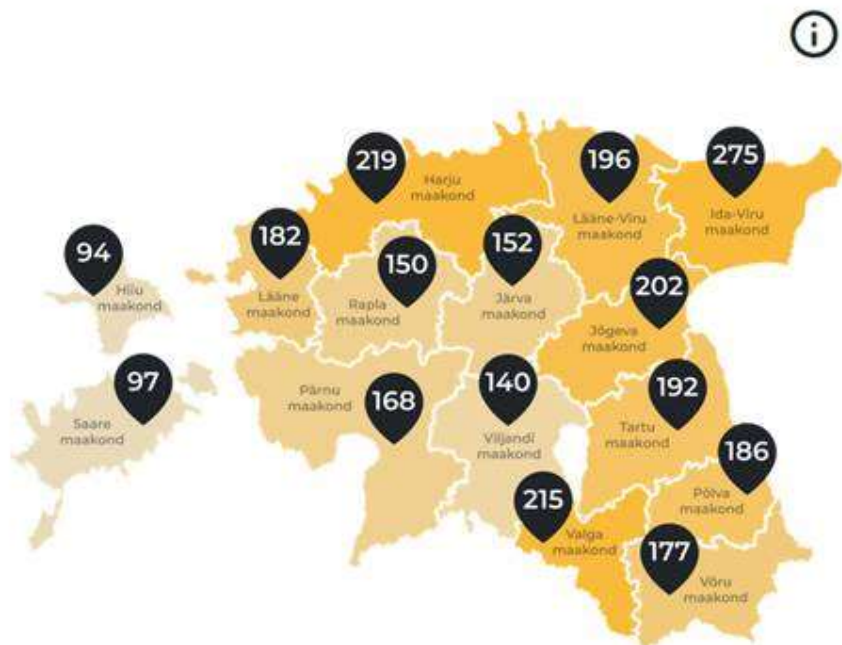 i
219
Harju
maakond
196
Lääne-Viru
maakond
275
Ida-Viru
maakond
94
Hiiu
maakond
182
Lääne
maakond
150
Rapla
maakond
152
Järva
maakond
202
Jõgeva
maakond
97
Saare
maakond
Pärnu
maakond
168
140
Viljandi
maakond
192
Tartu
maakond
186
Põlva
maakond
215
Valga
maakond
177
Võru
maakond